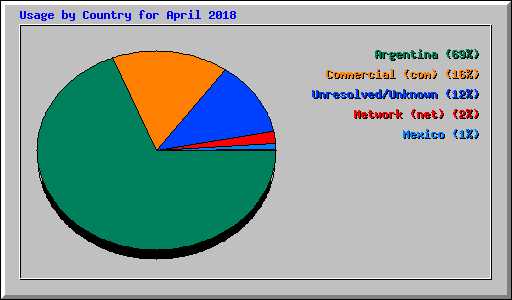 Usage by Country for April 2018
Argentina (69%)
Commercial (com) (16%)
Unresolved/Unknown (12%)
Network (net) (2%)
Mexico (1%)